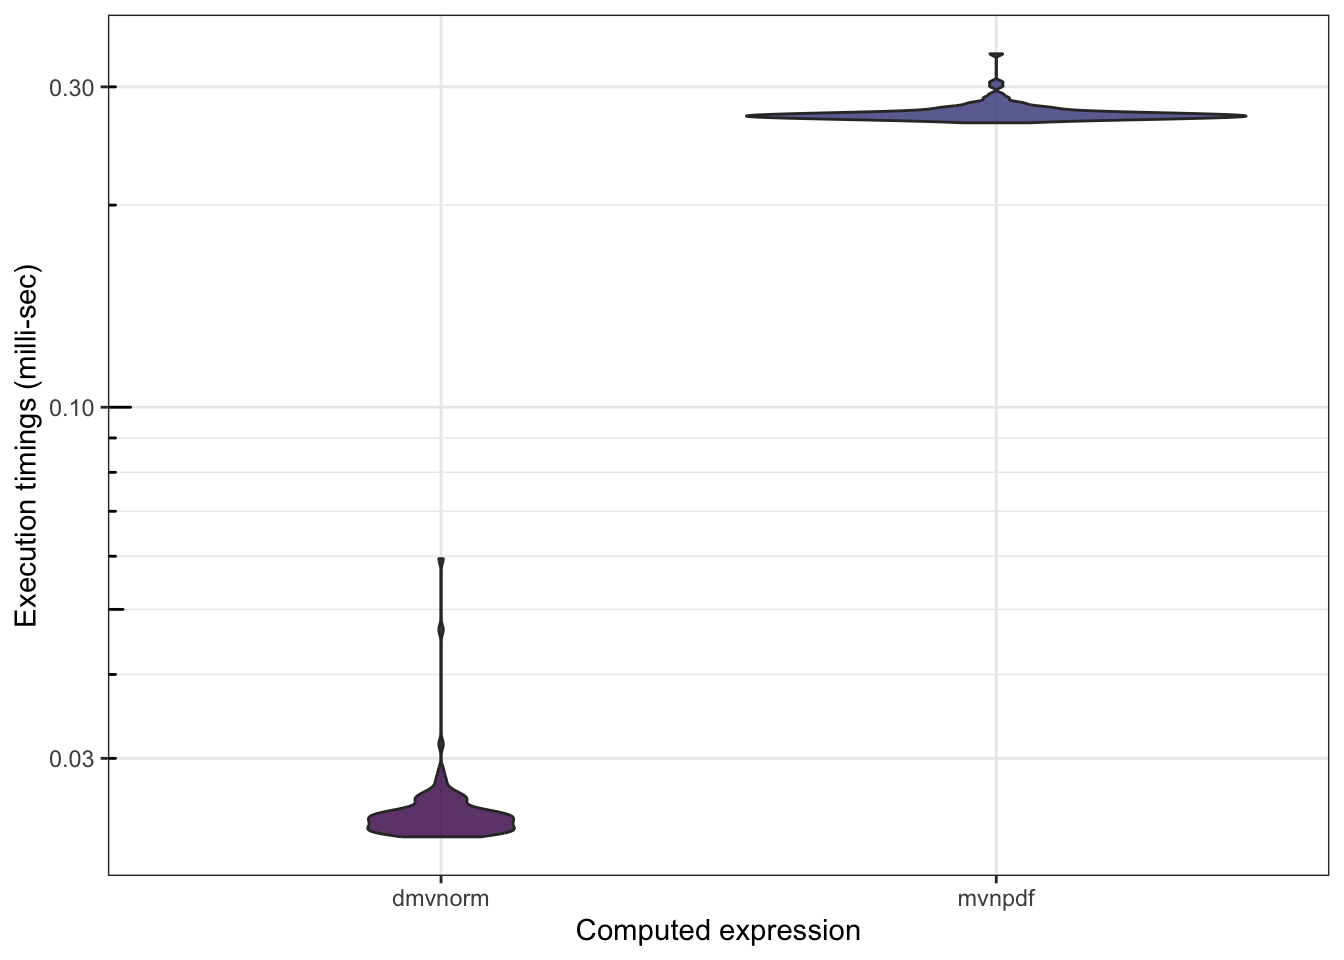 Execution timings (milli-sec)
0.30
0.10
0.03
dmvnorm
mvnpdf
Computed expression